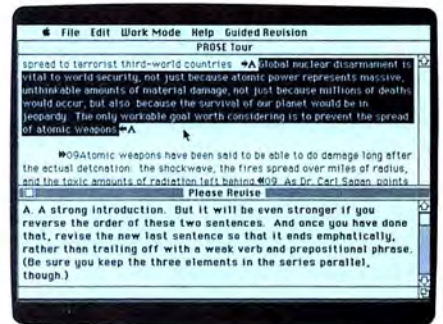 File Edit Work Mode Help Guided Revision
PROSE Tour
spread to terrorist third-world countries A Global nuclear disarmament is
vital to world security, not just because atomic power represents massive,
unthinkable amounts of material damage, not just because millions of deaths
would occur, but also because the survival of our planet would be in
jeopardy. The only workable goal worth considering is to prevent the spread
of atomic weapons A
09Atomic weapons have been said to be able to do damage long after
the actual detonation: the shockwave, the fires spread over miles of radius,
and the toxic amounts of radiation left behind 09 As Dr. Carl Sagan points
Please Revise
A. A strong introduction. But it will be even stronger if you
reverse the order of these two sentences. And once you have done
that, revise the new last sentence so that it ends emphatically,
rather than trailing off with a weak verb and prepositional phrase.
(Be sure you keep the three elements in the series parallel,
though.)